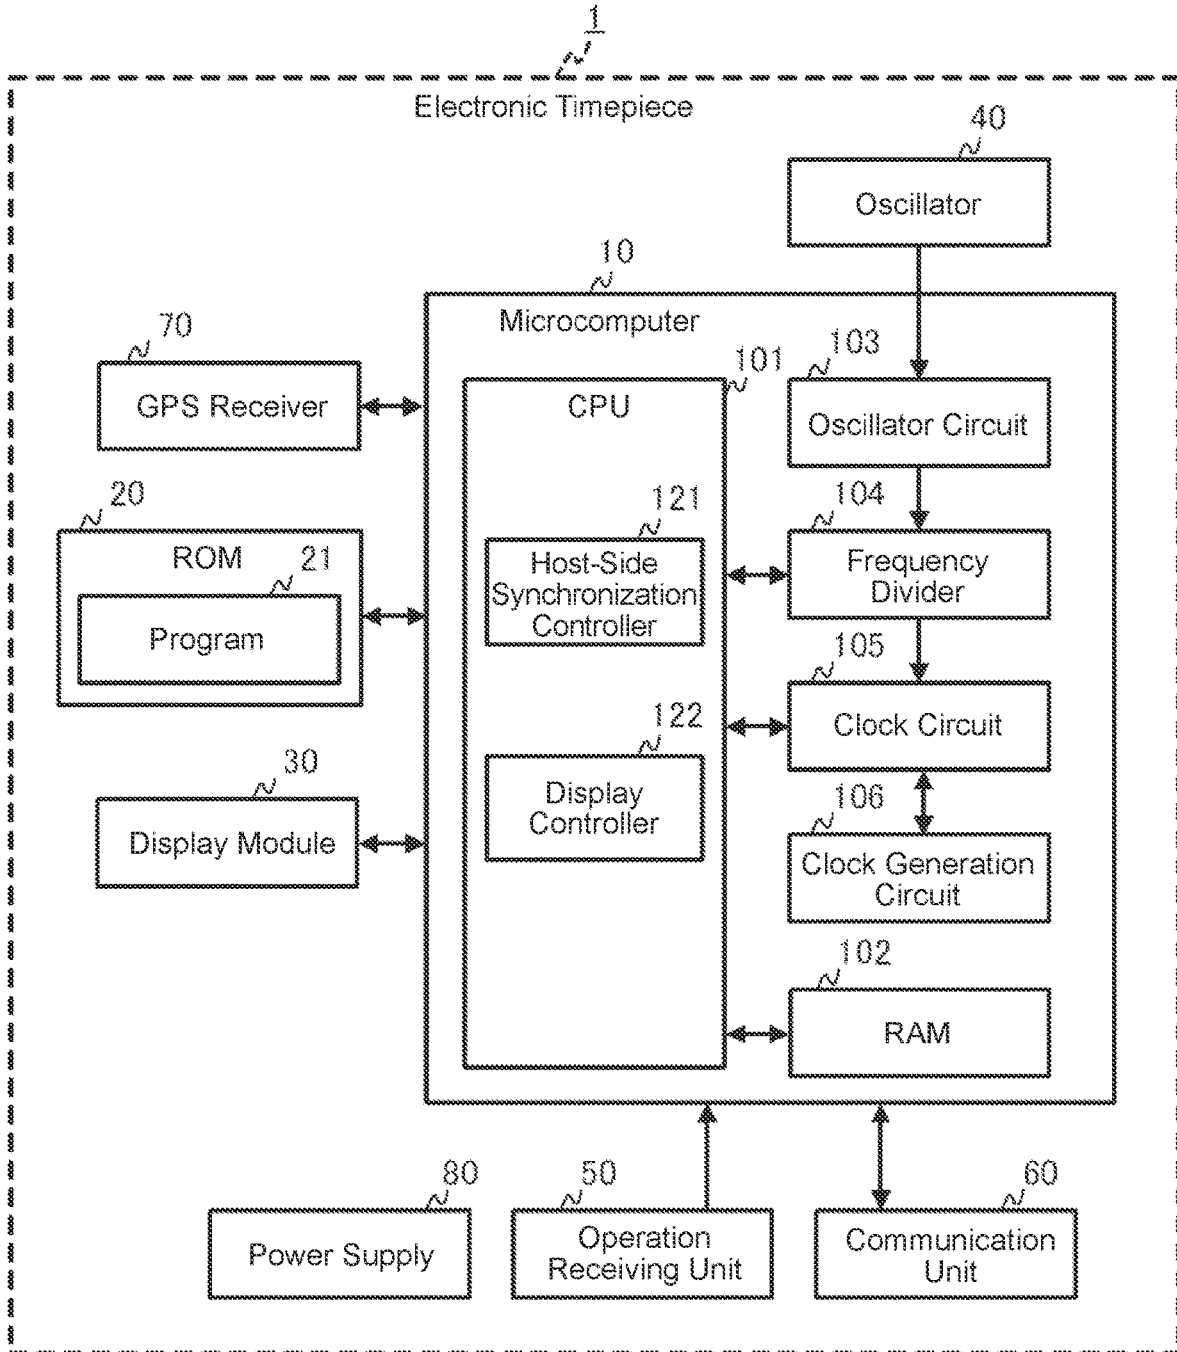 1
Electronic Timepiece
40
Oscillator
10
Microcomputer
70
GPS Receiver
101
CPU
103
Oscillator Circuit
20
ROM
21
Program
121
Host-Side
Synchronization
Controller
104
Frequency
Divider
105
Clock Circuit
122
Display
Controller
30
Display Module
106
Clock Generation
Circuit
102
RAM
80
Power Supply
50
Operation
Receiving Unit
60
Communication
Unit